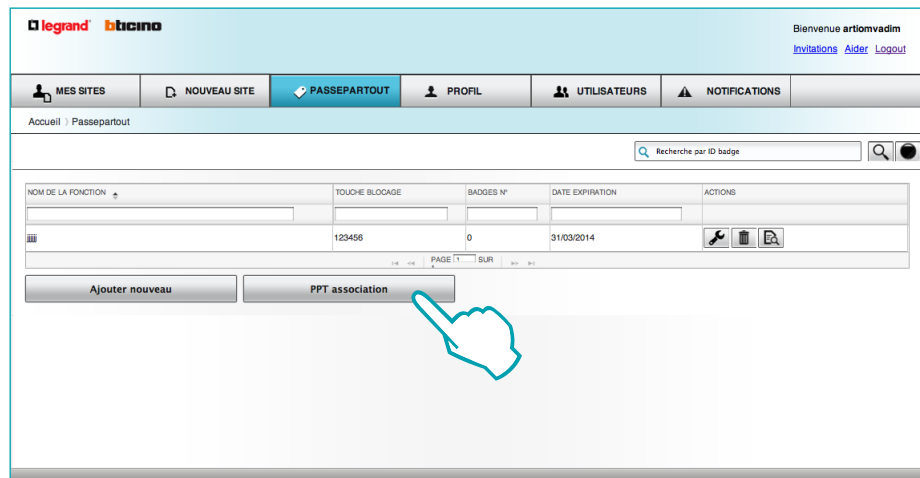 legrand bticino
Bienvenue artiomvadim
Invitations Aider Logout
MES SITES NOUVEAU SITE PASSEPARTOUT PROFIL UTILISATEURS NOTIFICATIONS
Accueil Passepartout
Recherche par ID badge
NOM DE LA FONCTION TOUCHE BLOCAGE BADGES N° DATE EXPIRATION ACTIONS
123456 0 31/03/2014
PAGE 1 SUR
Ajouter nouveau PPT association